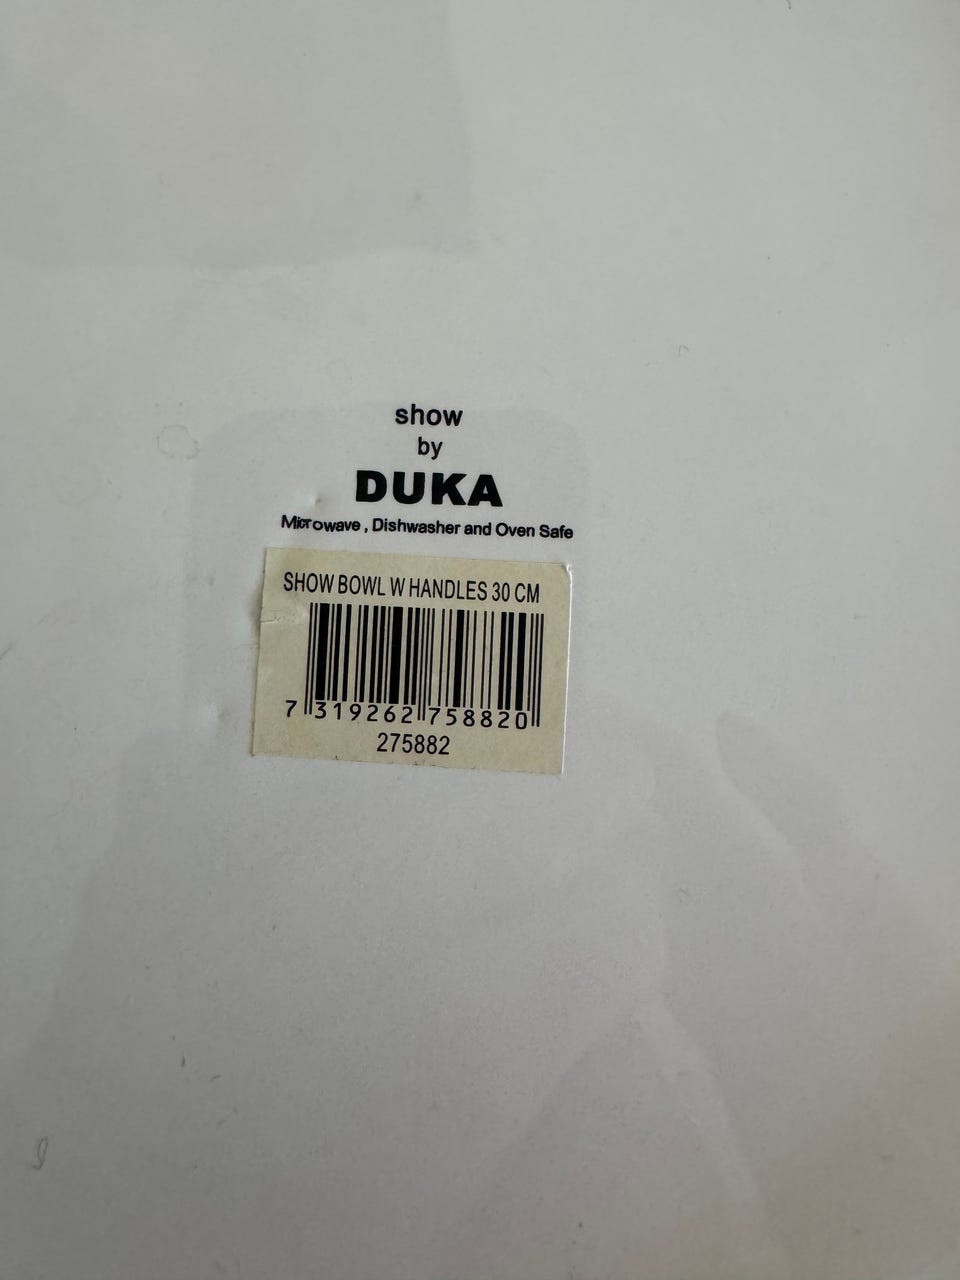 show
by
DUKA
Microwave, Dishwasher and Oven Safe
SHOW BOWL W HANDLES 30 CM
7 319262 758820
275882